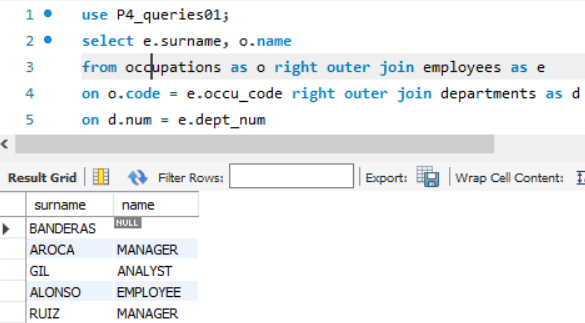 1 use P4_queries01;
2 select e.surname, o.name
3 from occupations as o right outer join employees as e
4 on o.code = e.occu_code right outer join departments as d
5 on d.num = e.dept_num
Result Grid Filter Rows: Export: Wrap Cell Content:
surname name
BANDERAS NULL
AROCA MANAGER
GIL ANALYST
ALONSO EMPLOYEE
RUIZ MANAGER